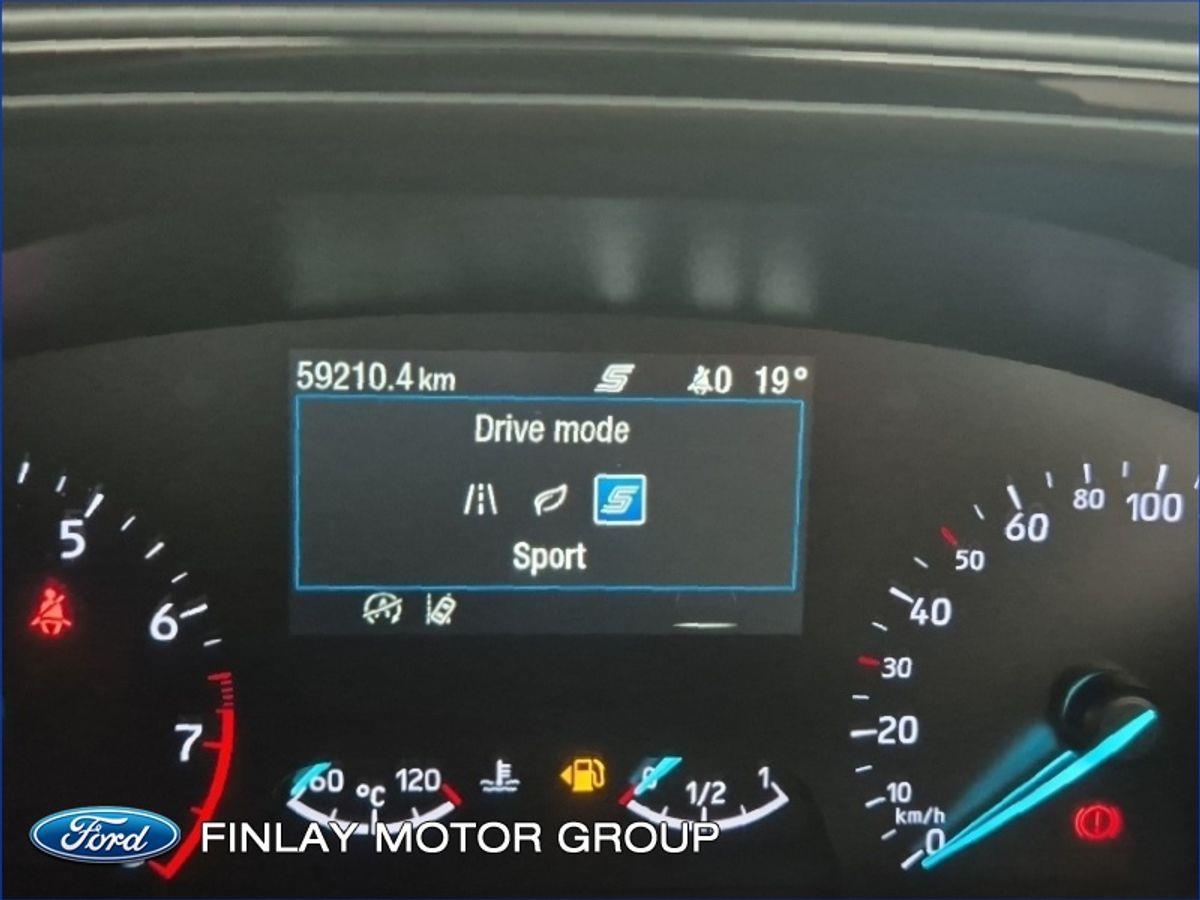 59210.4 km S 0 19°
Drive mode
S
Sport
5
6
7
60 °C 120
0 1/2 1
0 10 20 30 40 50 60 80 100
km/h
Ford FINLAY MOTOR GROUP